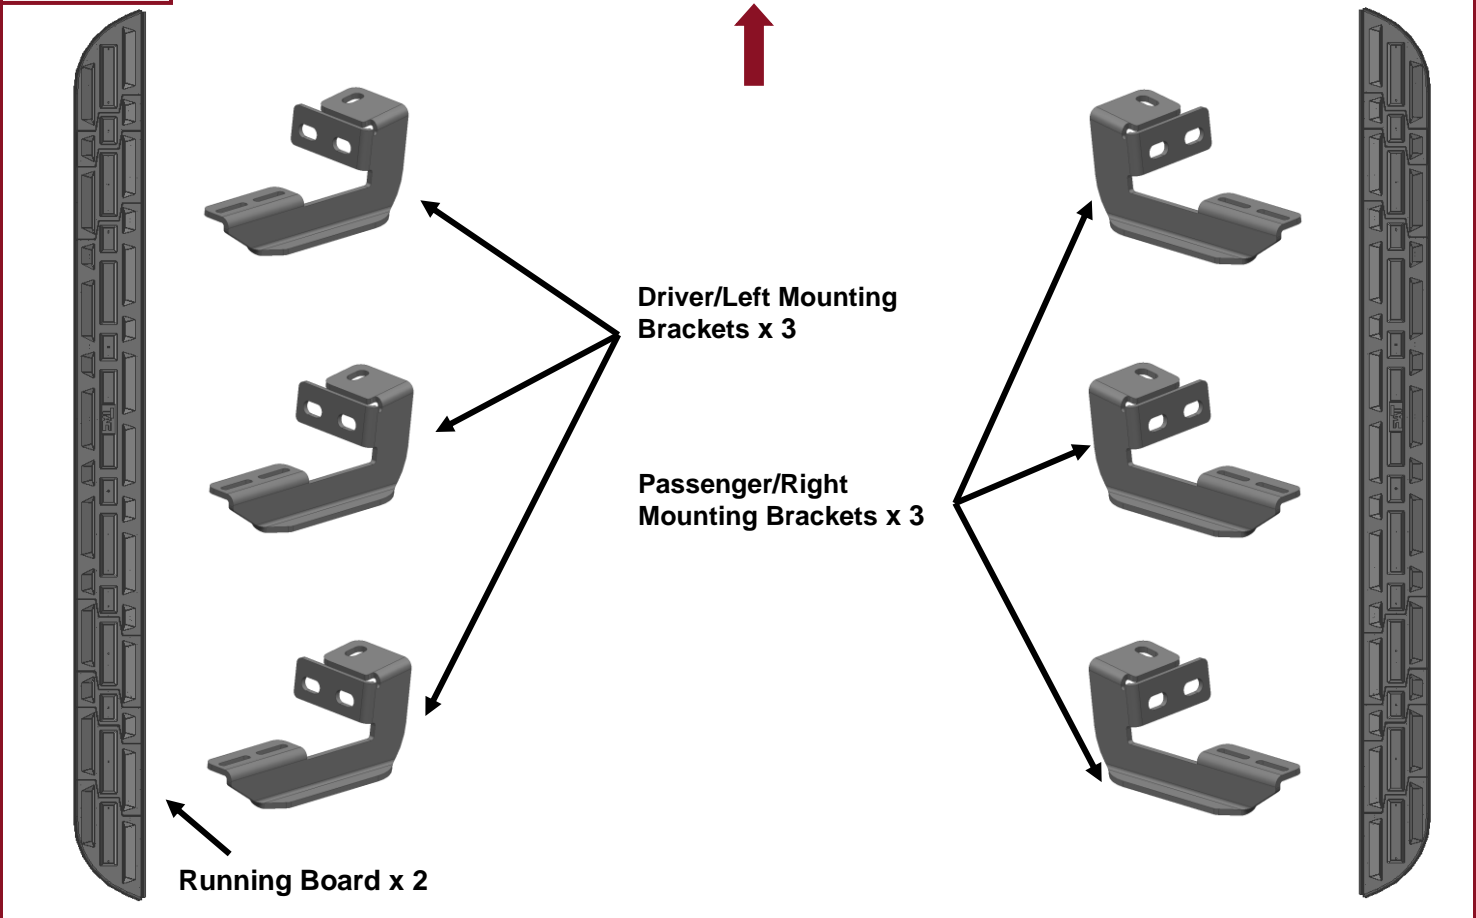 Driver/Left Mounting
Brackets x 3
Passenger/Right
Mounting Brackets x 3
Running Board x 2